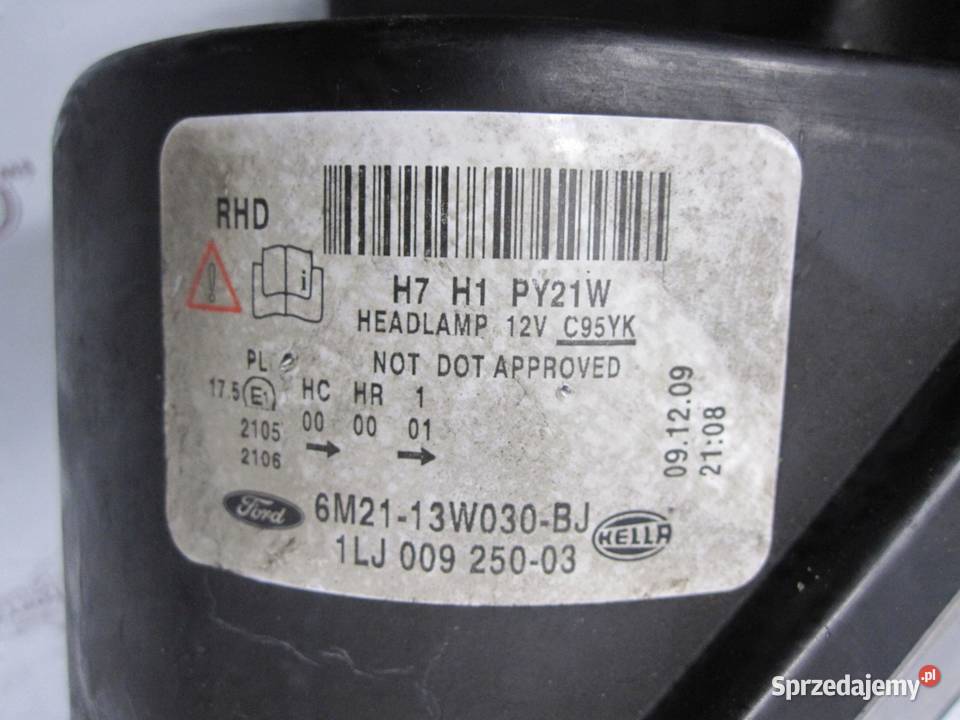 RHD
i
H7 H1 PY21W
HEADLAMP 12V C95YK
NOT DOT APPROVED
PL
17.5 E1 HC HR 1
2105 00 00 01
2106
09.12.09
21:08
Ford 6M21-13W030-BJ HELLA
1LJ 009 250-03
Sprzedajemy.pl